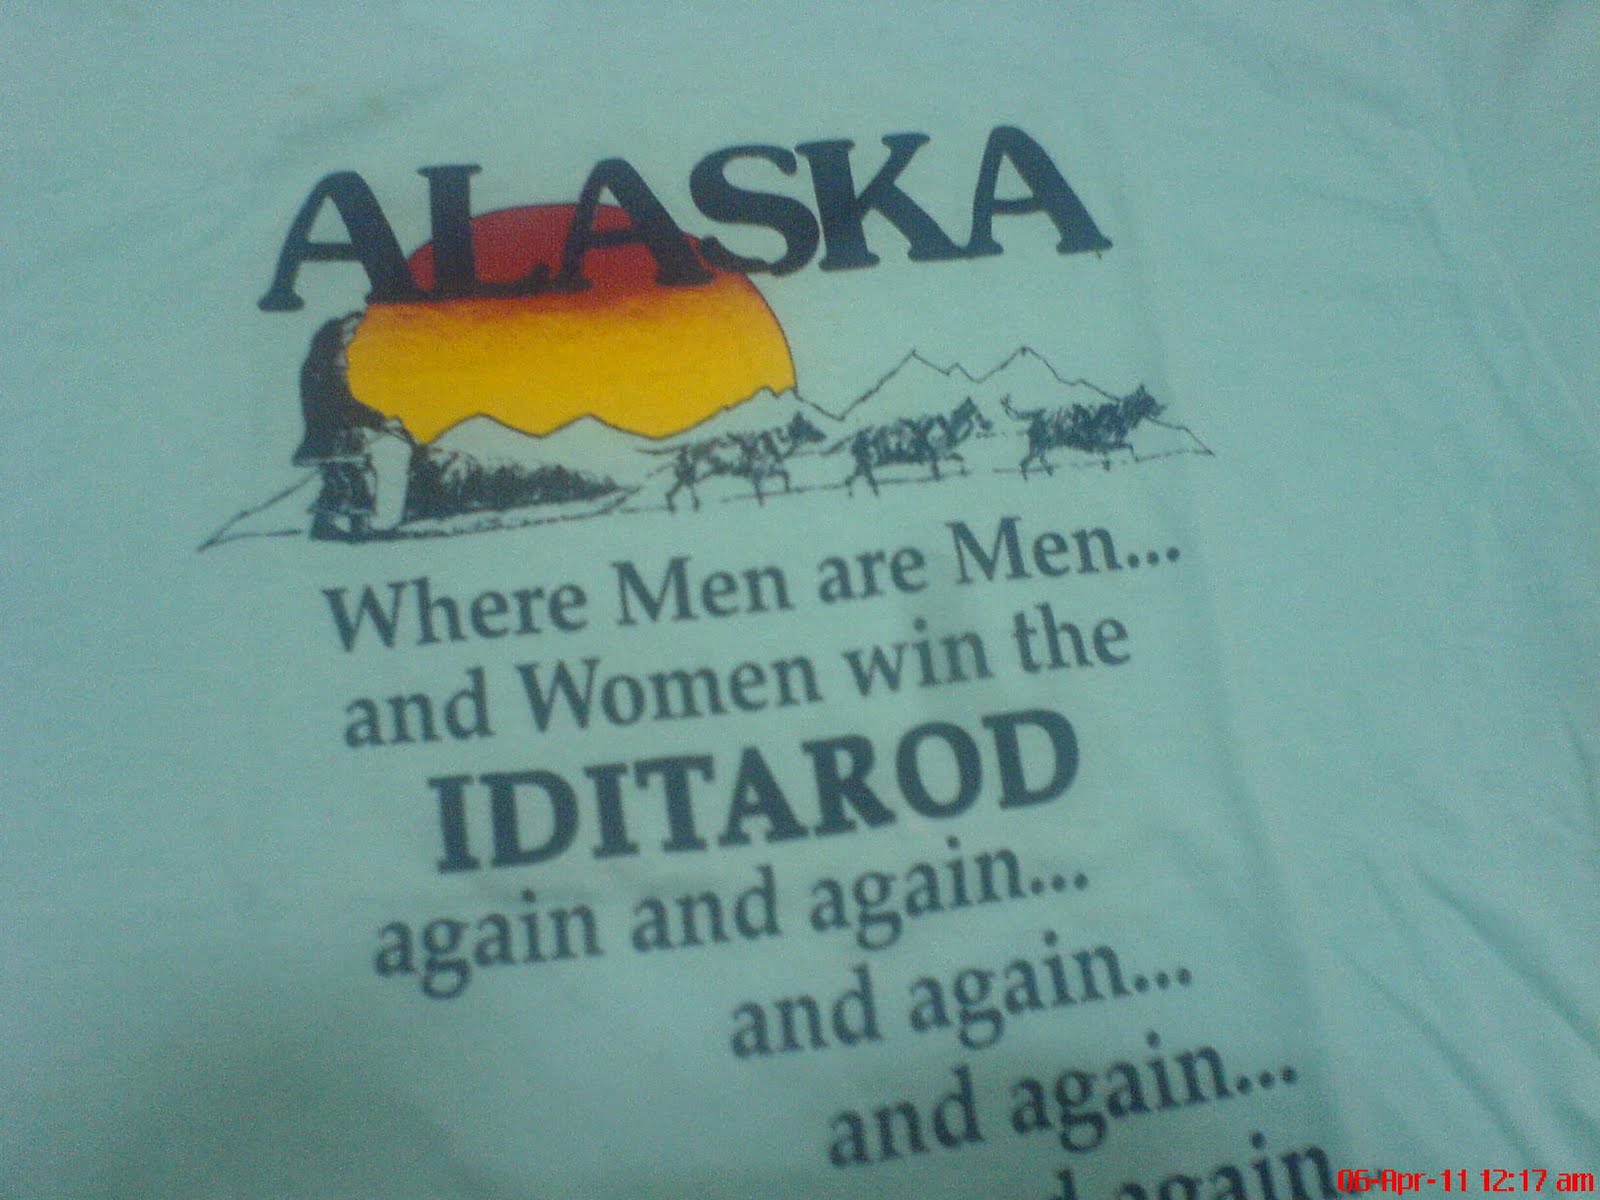 ALASKA
Where Men are Men...
and Women win the
IDITAROD
again and again...
and again...
and again...
again...
06-Apr-11 12:17 am